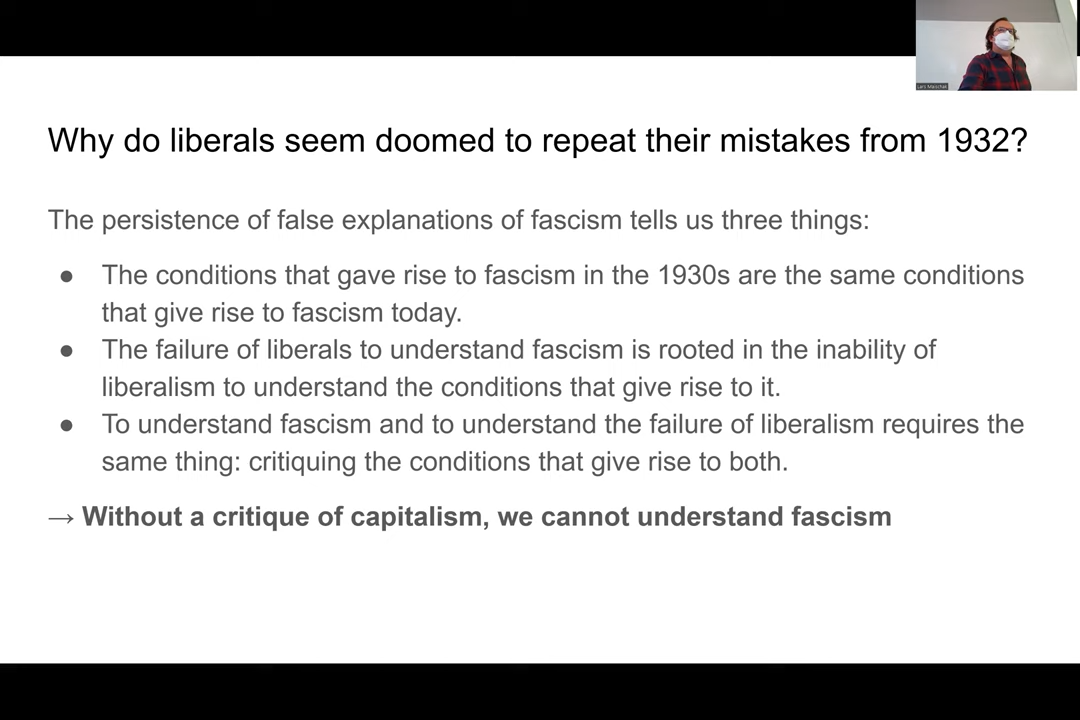 Lars Maischak
Why do liberals seem doomed to repeat their mistakes from 1932?
The persistence of false explanations of fascism tells us three things:
● The conditions that gave rise to fascism in the 1930s are the same conditions
that give rise to fascism today.
● The failure of liberals to understand fascism is rooted in the inability of
liberalism to understand the conditions that give rise to it.
● To understand fascism and to understand the failure of liberalism requires the
same thing: critiquing the conditions that give rise to both.
→ Without a critique of capitalism, we cannot understand fascism